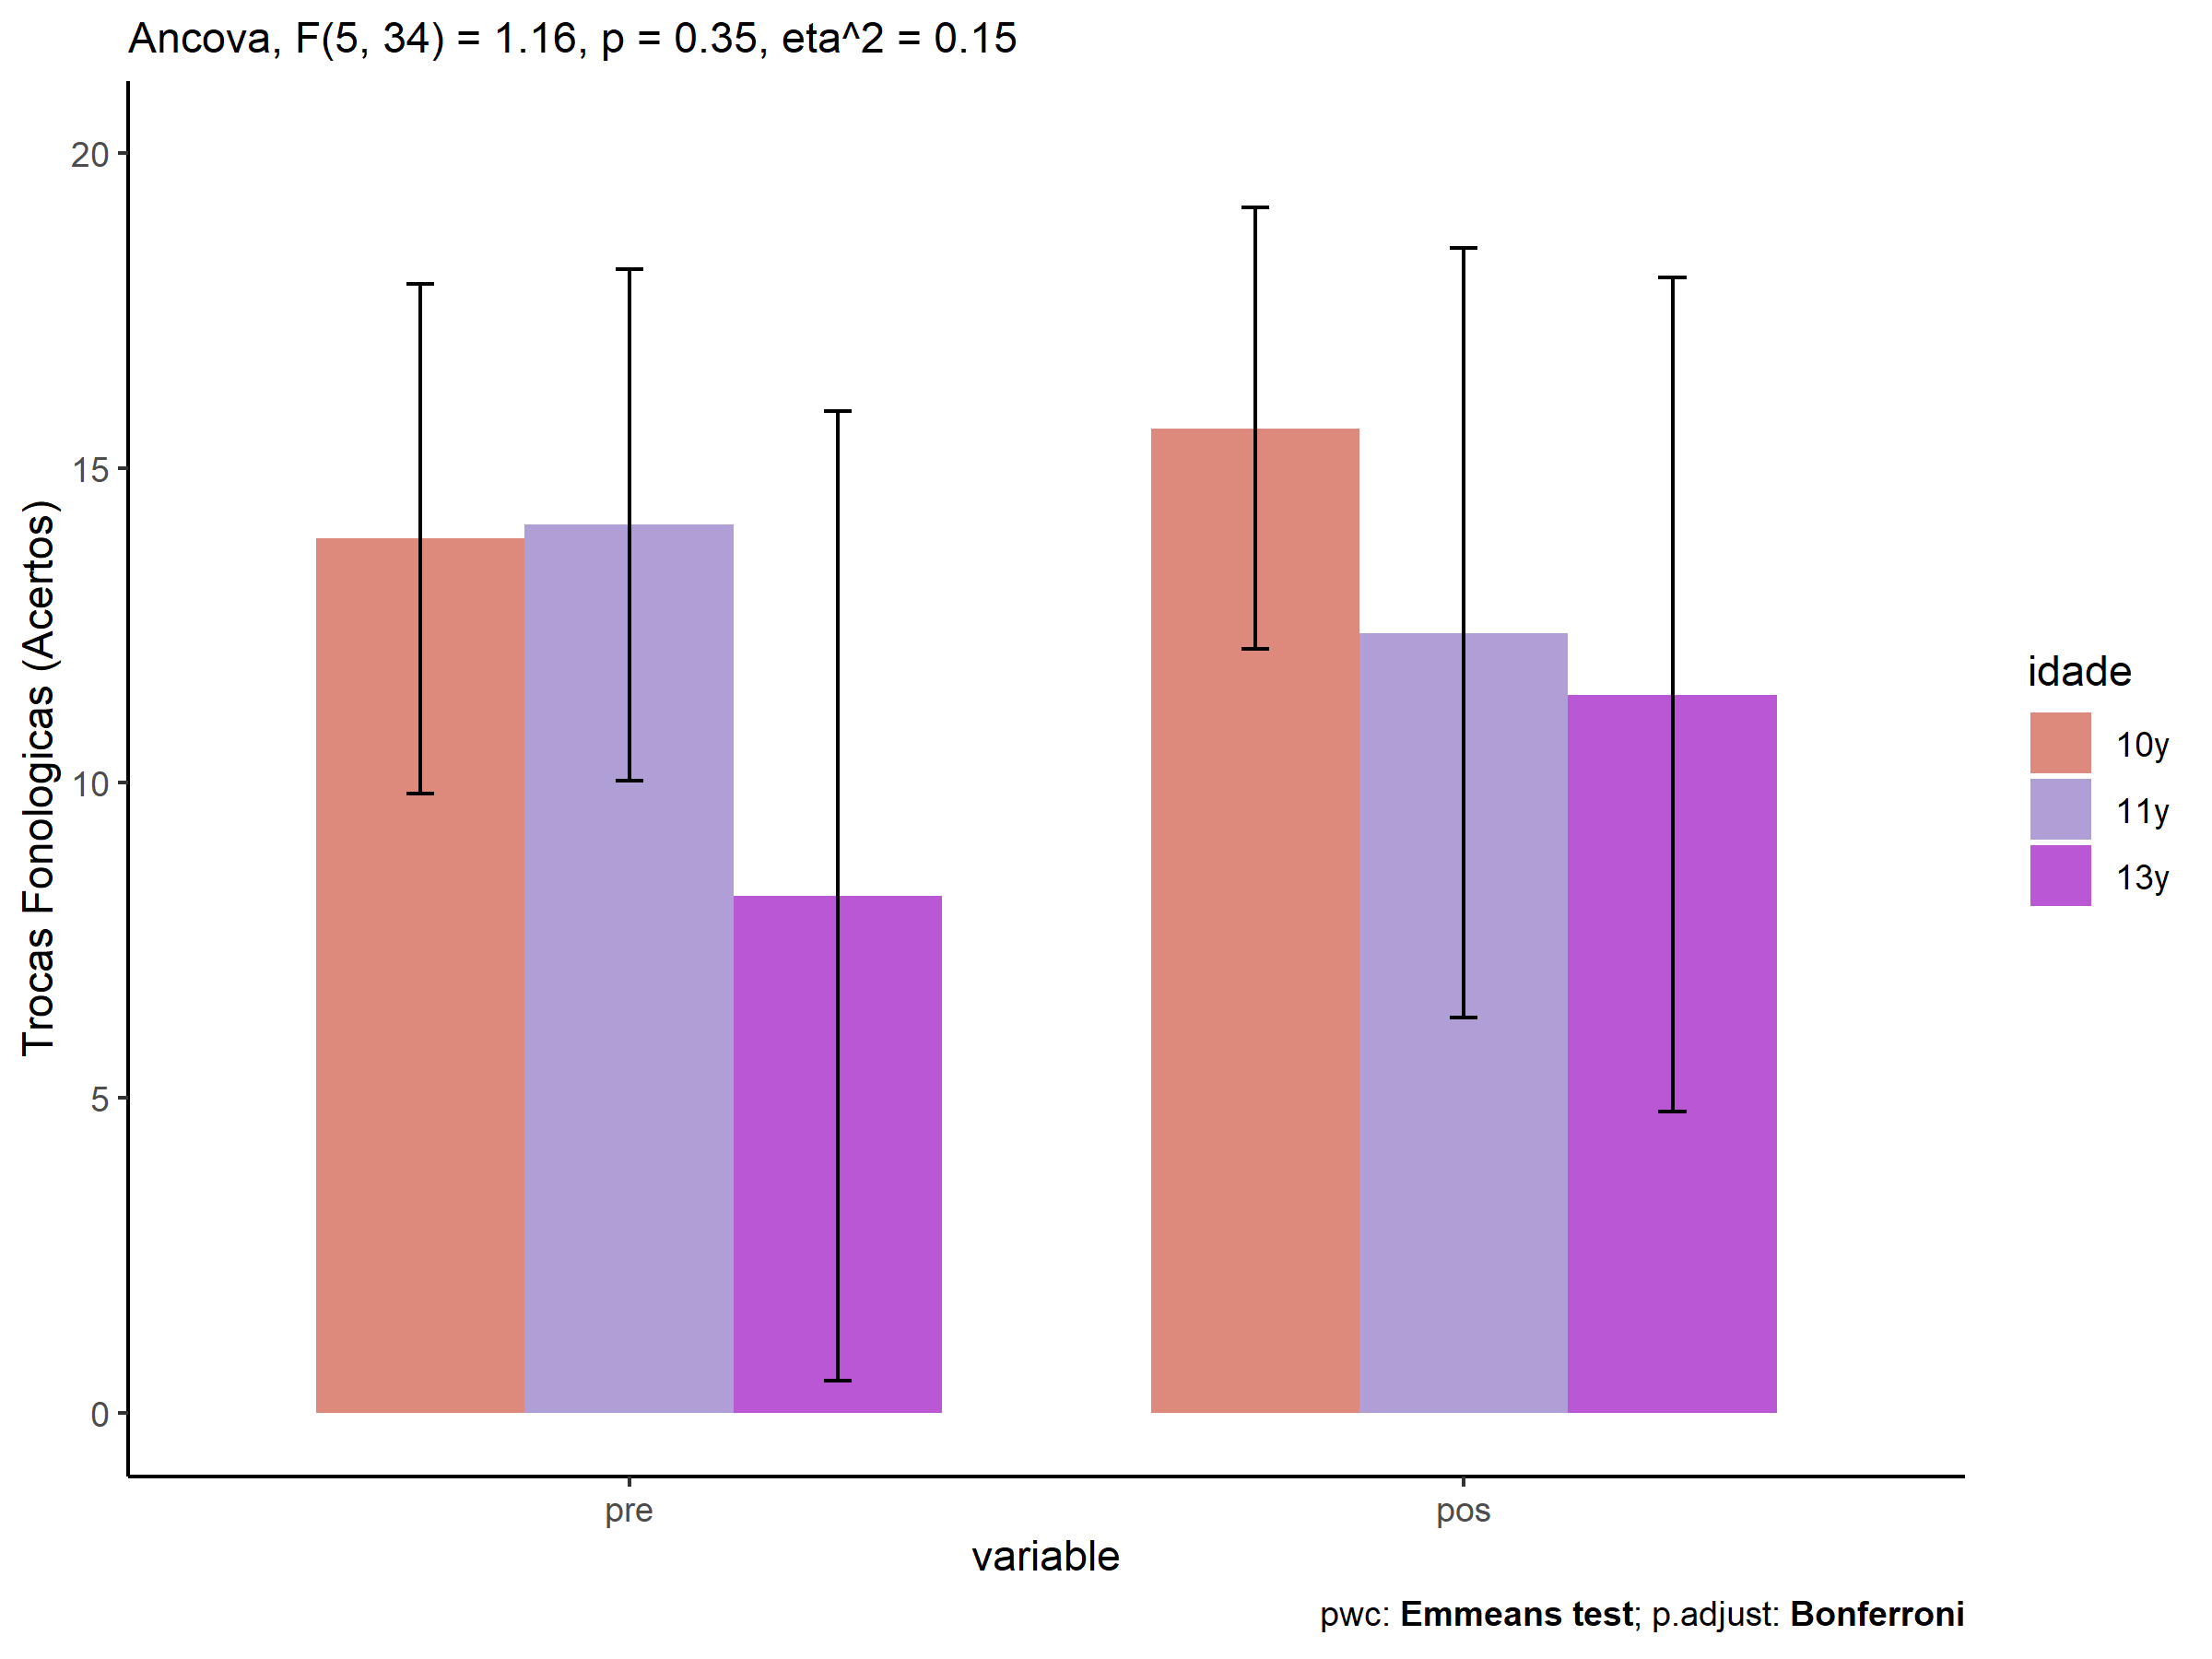 Ancova, F(5, 34) = 1.16, p = 0.35, eta^2 = 0.15
Trocas Fonologicas (Acertos)
20
15
10
5
0
pre
pos
variable
idade
10y
11y
13y
pwc: Emmeans test; p.adjust: Bonferroni